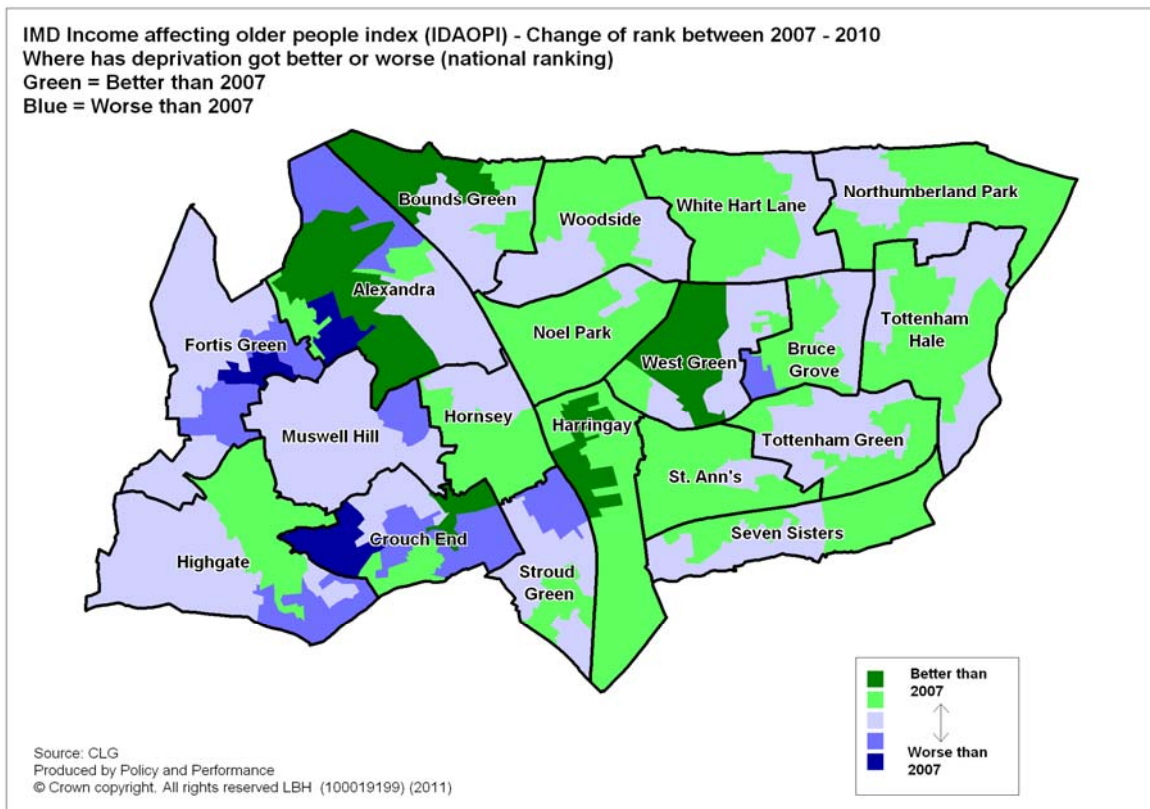 IMD Income affecting older people index (IDAOPI) - Change of rank between 2007 - 2010
Where has deprivation got better or worse (national ranking)
Green = Better than 2007
Blue = Worse than 2007
Bounds Green
Woodside
White Hart Lane
Northumberland Park
Alexandra
Fortis Green
Noel Park
West Green
Bruce
Grove
Tottenham
Hale
Muswell Hill
Hornsey
Harringay
Tottenham Green
St. Ann's
Highgate
Crouch End
Stroud
Green
Seven Sisters
Better than
2007
Worse than
2007
Source: CLG
Produced by Policy and Performance
© Crown copyright. All rights reserved LBH (100019199) (2011)